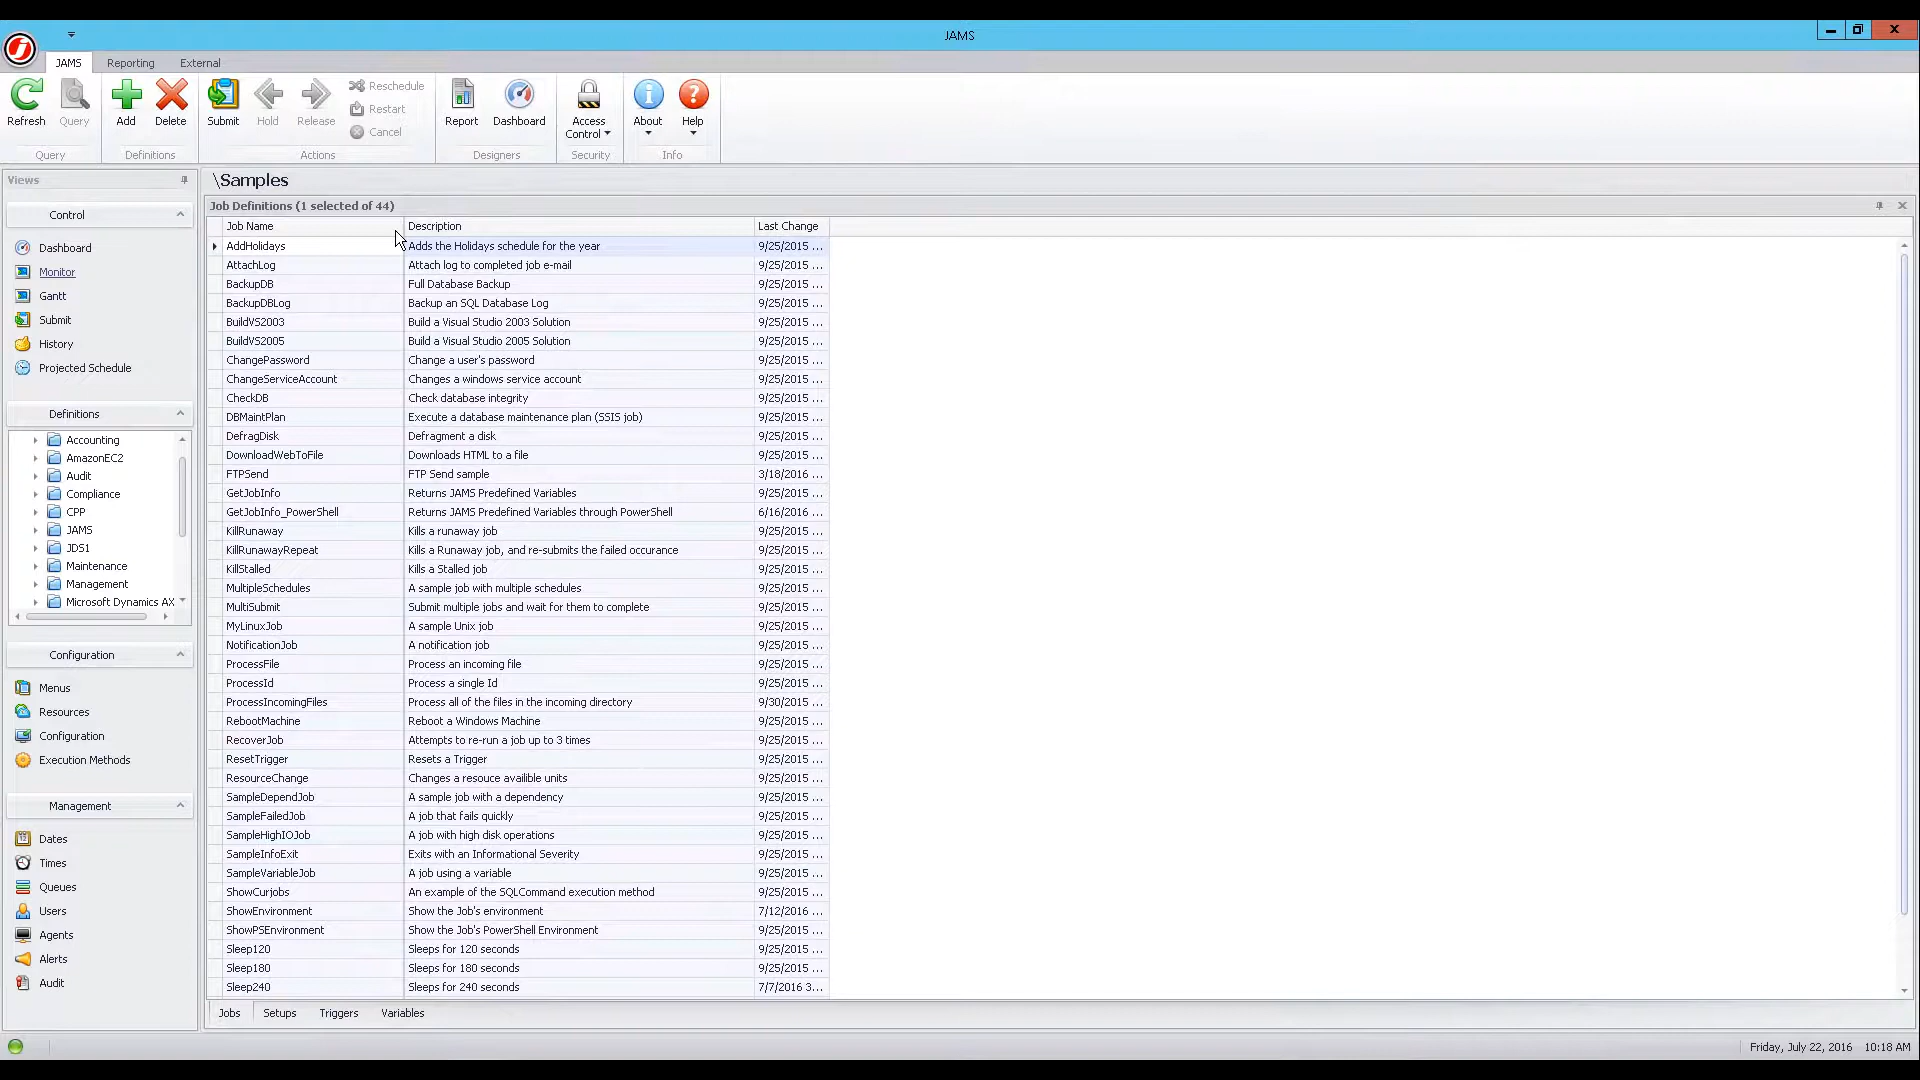 JAMS
JAMS Reporting External
Refresh Query Add Delete Submit Hold Release Reschedule Restart Cancel Report Dashboard Access Control About Help
Query Definitions Actions Designers Security Info
Views
Control
Dashboard
Monitor
Gantt
Submit
History
Projected Schedule
Definitions
Accounting
AmazonEC2
Audit
Compliance
CPP
JAMS
JDS1
Maintenance
Management
Microsoft Dynamics AX
Configuration
Menus
Resources
Configuration
Execution Methods
Management
Dates
Times
Queues
Users
Agents
Alerts
Audit
\Samples
Job Definitions (1 selected of 44)
Job Name Description Last Change
AddHolidays Adds the Holidays schedule for the year 9/25/2015 ...
AttachLog Attach log to completed job e-mail 9/25/2015 ...
BackupDB Full Database Backup 9/25/2015 ...
BackupDBLog Backup an SQL Database Log 9/25/2015 ...
BuildVS2003 Build a Visual Studio 2003 Solution 9/25/2015 ...
BuildVS2005 Build a Visual Studio 2005 Solution 9/25/2015 ...
ChangePassword Change a user's password 9/25/2015 ...
ChangeServiceAccount Changes a windows service account 9/25/2015 ...
CheckDB Check database integrity 9/25/2015 ...
DBMaintPlan Execute a database maintenance plan (SSIS job) 9/25/2015 ...
DefragDisk Defragment a disk 9/25/2015 ...
DownloadWebToFile Downloads HTML to a file 9/25/2015 ...
FTPSend FTP Send sample 3/18/2016 ...
GetJobInfo Returns JAMS Predefined Variables 9/25/2015 ...
GetJobInfo_PowerShell Returns JAMS Predefined Variables through PowerShell 6/16/2016 ...
KillRunaway Kills a runaway job 9/25/2015 ...
KillRunawayRepeat Kills a Runaway job, and re-submits the failed occurance 9/25/2015 ...
KillStalled Kills a Stalled job 9/25/2015 ...
MultipleSchedules A sample job with multiple schedules 9/25/2015 ...
MultiSubmit Submit multiple jobs and wait for them to complete 9/25/2015 ...
MyLinuxJob A sample Unix job 9/25/2015 ...
NotificationJob A notification job 9/25/2015 ...
ProcessFile Process an incoming file 9/25/2015 ...
ProcessId Process a single Id 9/25/2015 ...
ProcessIncomingFiles Process all of the files in the incoming directory 9/30/2015 ...
RebootMachine Reboot a Windows Machine 9/25/2015 ...
RecoverJob Attempts to re-run a job up to 3 times 9/25/2015 ...
ResetTrigger Resets a Trigger 9/25/2015 ...
ResourceChange Changes a resouce availible units 9/25/2015 ...
SampleDependJob A sample job with a dependency 9/25/2015 ...
SampleFailedJob A job that fails quickly 9/25/2015 ...
SampleHighIOJob A job with high disk operations 9/25/2015 ...
SampleInfoExit Exits with an Informational Severity 9/25/2015 ...
SampleVariableJob A job using a variable 9/25/2015 ...
ShowCurjobs An example of the SQLCommand execution method 9/25/2015 ...
ShowEnvironment Show the Job's environment 7/12/2016 ...
ShowPSEnvironment Show the Job's PowerShell Environment 9/25/2015 ...
Sleep120 Sleeps for 120 seconds 9/25/2015 ...
Sleep180 Sleeps for 180 seconds 9/25/2015 ...
Sleep240 Sleeps for 240 seconds 7/7/2016 3...
Jobs Setups Triggers Variables
Friday, July 22, 2016 10:18 AM